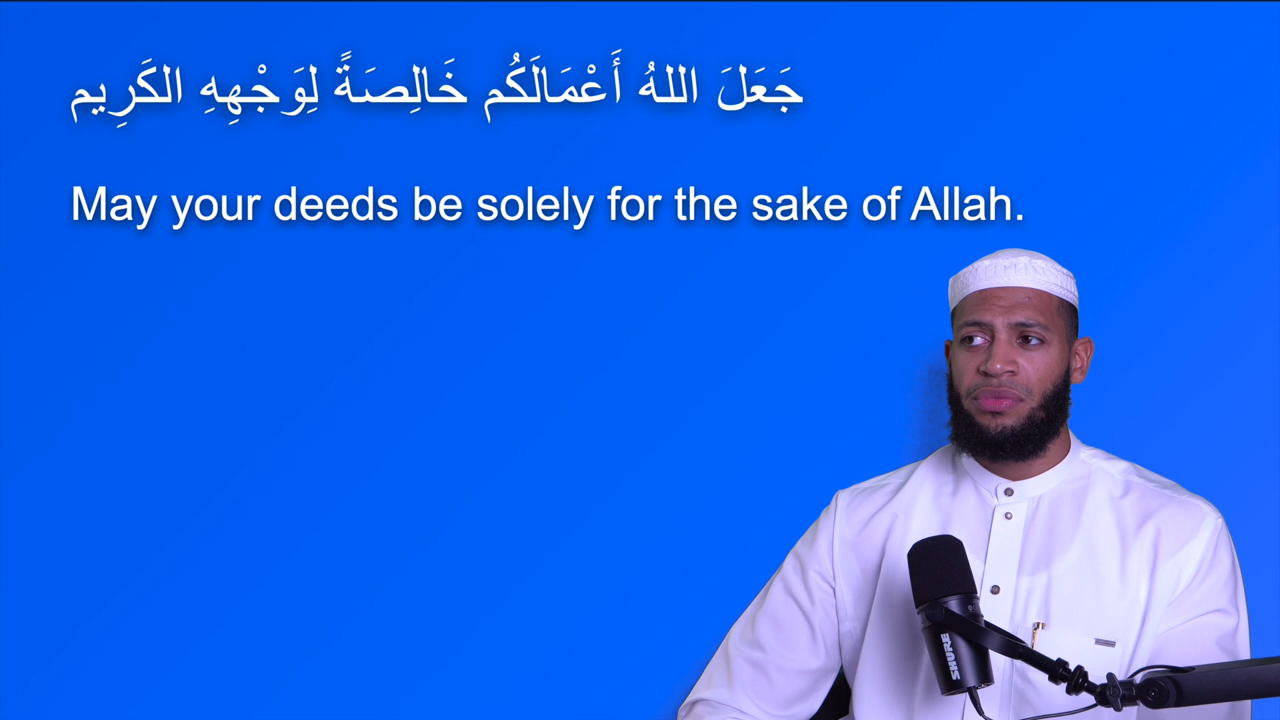 جَعَلَ اللهُ أَعْمَالَكُم خَالِصَةً لِوَجْهِهِ الكَرِيم
May your deeds be solely for the sake of Allah.
SHURE